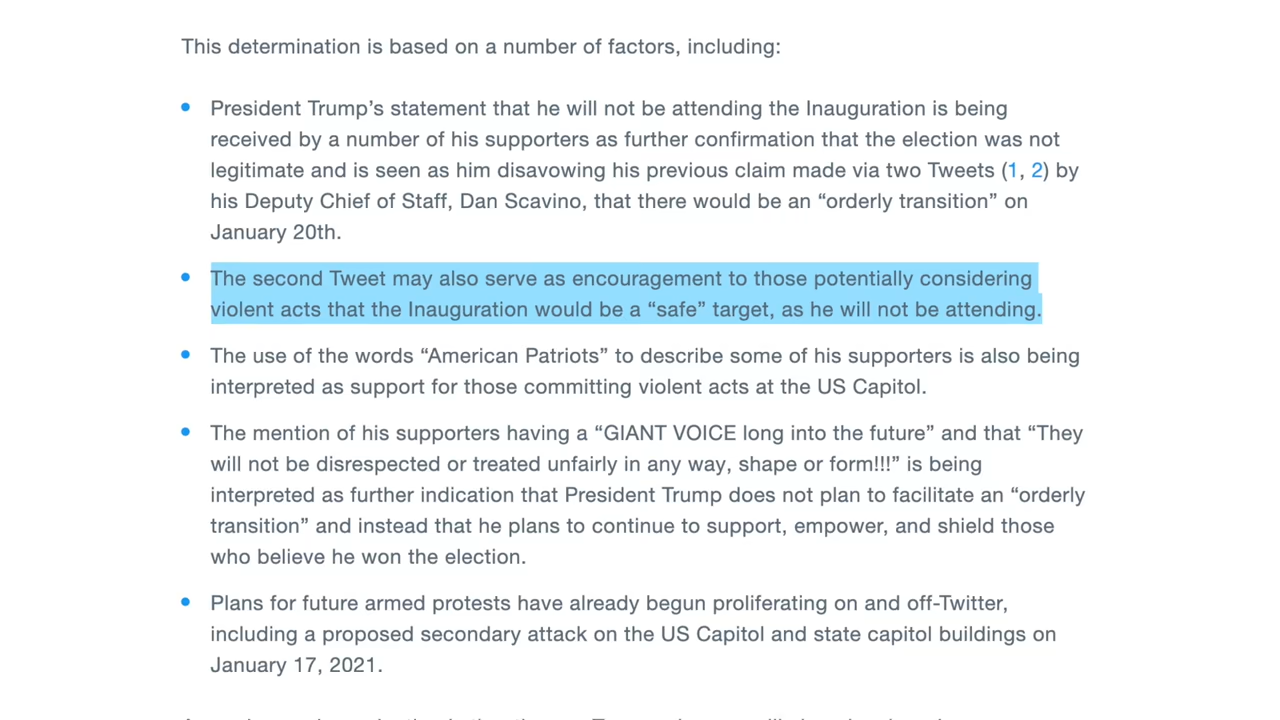 This determination is based on a number of factors, including:
President Trump’s statement that he will not be attending the Inauguration is being
received by a number of his supporters as further confirmation that the election was not
legitimate and is seen as him disavowing his previous claim made via two Tweets (1, 2) by
his Deputy Chief of Staff, Dan Scavino, that there would be an “orderly transition” on
January 20th.
The second Tweet may also serve as encouragement to those potentially considering
violent acts that the Inauguration would be a “safe” target, as he will not be attending.
The use of the words “American Patriots” to describe some of his supporters is also being
interpreted as support for those committing violent acts at the US Capitol.
The mention of his supporters having a “GIANT VOICE long into the future” and that “They
will not be disrespected or treated unfairly in any way, shape or form!!!” is being
interpreted as further indication that President Trump does not plan to facilitate an “orderly
transition” and instead that he plans to continue to support, empower, and shield those
who believe he won the election.
Plans for future armed protests have already begun proliferating on and off-Twitter,
including a proposed secondary attack on the US Capitol and state capitol buildings on
January 17, 2021.